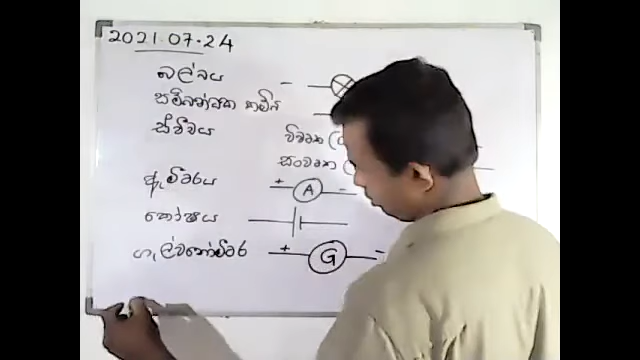 2021.07.24
බල්බය -
සම්බන්ධක කම්බි
ස්විචය
විවෘත
සංවෘත
ඇමීටරය + A -
කෝෂය
ගැල්වනෝමීටර + G -